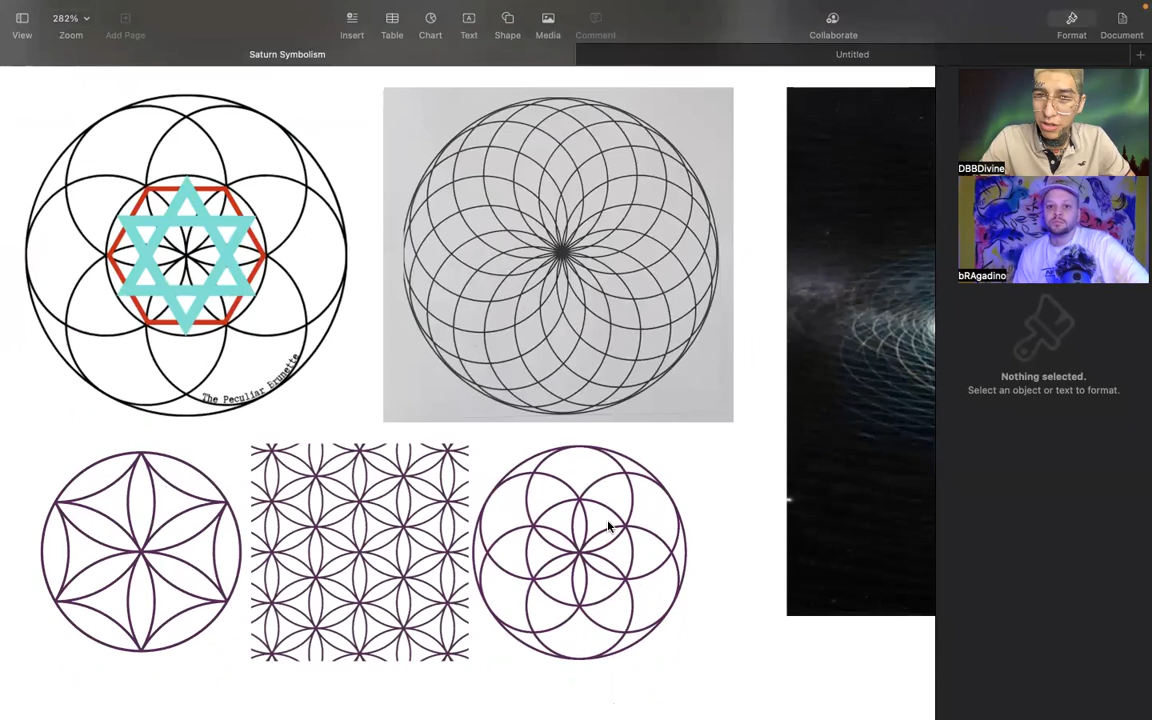 282%
View
Zoom
Add Page
Insert
Table
Chart
Text
Shape
Media
Comment
Collaborate
Format
Document
Saturn Symbolism
Untitled
DBBDivine
bRAgadino
Nothing selected.
Select an object or text to format.
The Peculiar Brunette